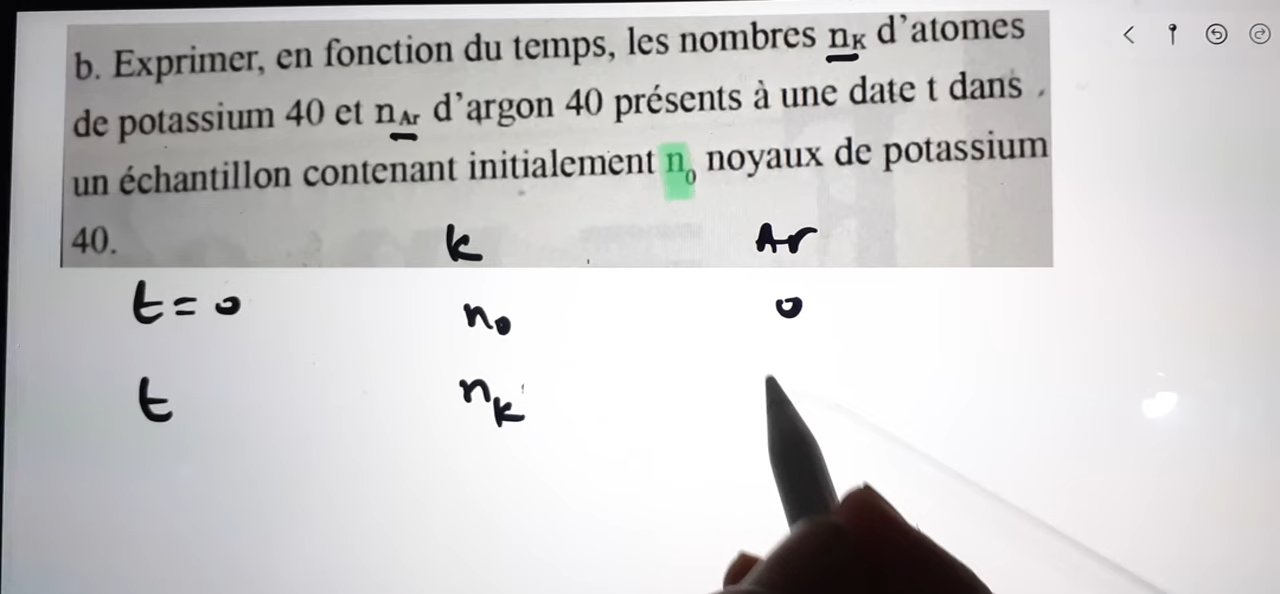 b. Exprimer, en fonction du temps, les nombres nK d'atomes
de potassium 40 et nAr d'argon 40 présents à une date t dans
un échantillon contenant initialement n0 noyaux de potassium
40.
K Ar
t=0 n0 0
t nK